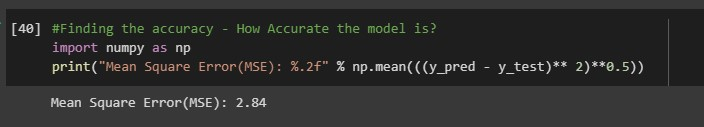 [40] #Finding the accuracy - How Accurate the model is?
import numpy as np
print("Mean Square Error(MSE): %.2f" % np.mean(((y_pred - y_test)** 2)**0.5))
Mean Square Error(MSE): 2.84